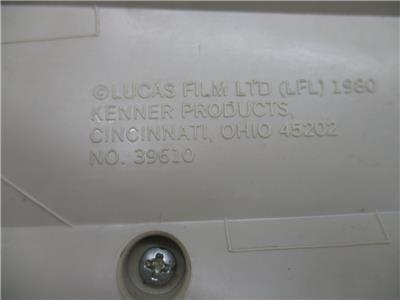 ©LUCAS FILM LTD (LFL) 1980
KENNER PRODUCTS,
CINCINNATI, OHIO 45202
NO. 39610